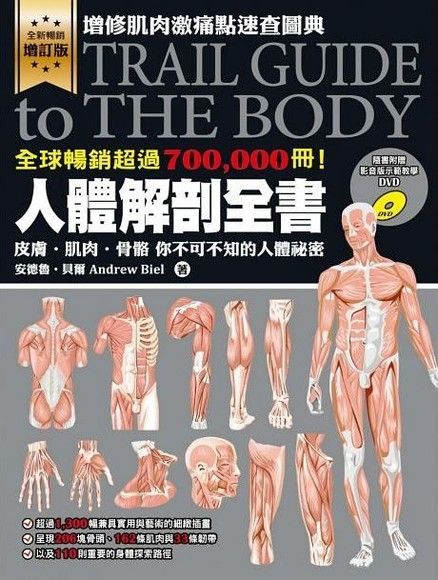 全新暢銷
增訂版
增修肌肉激痛點速查圖典
TRAIL GUIDE
to THE BODY
全球暢銷超過700,000冊!
隨書附贈
影音版示範教學
DVD
DVD
人體解剖全書
皮膚・肌肉・骨骼 你不可不知的人體祕密
安德魯・貝爾 Andrew Biel 著
超過1,300幅兼具實用與藝術的細緻插畫
呈現206塊骨頭、162條肌肉與33條韌帶
以及110則重要的身體探索路徑